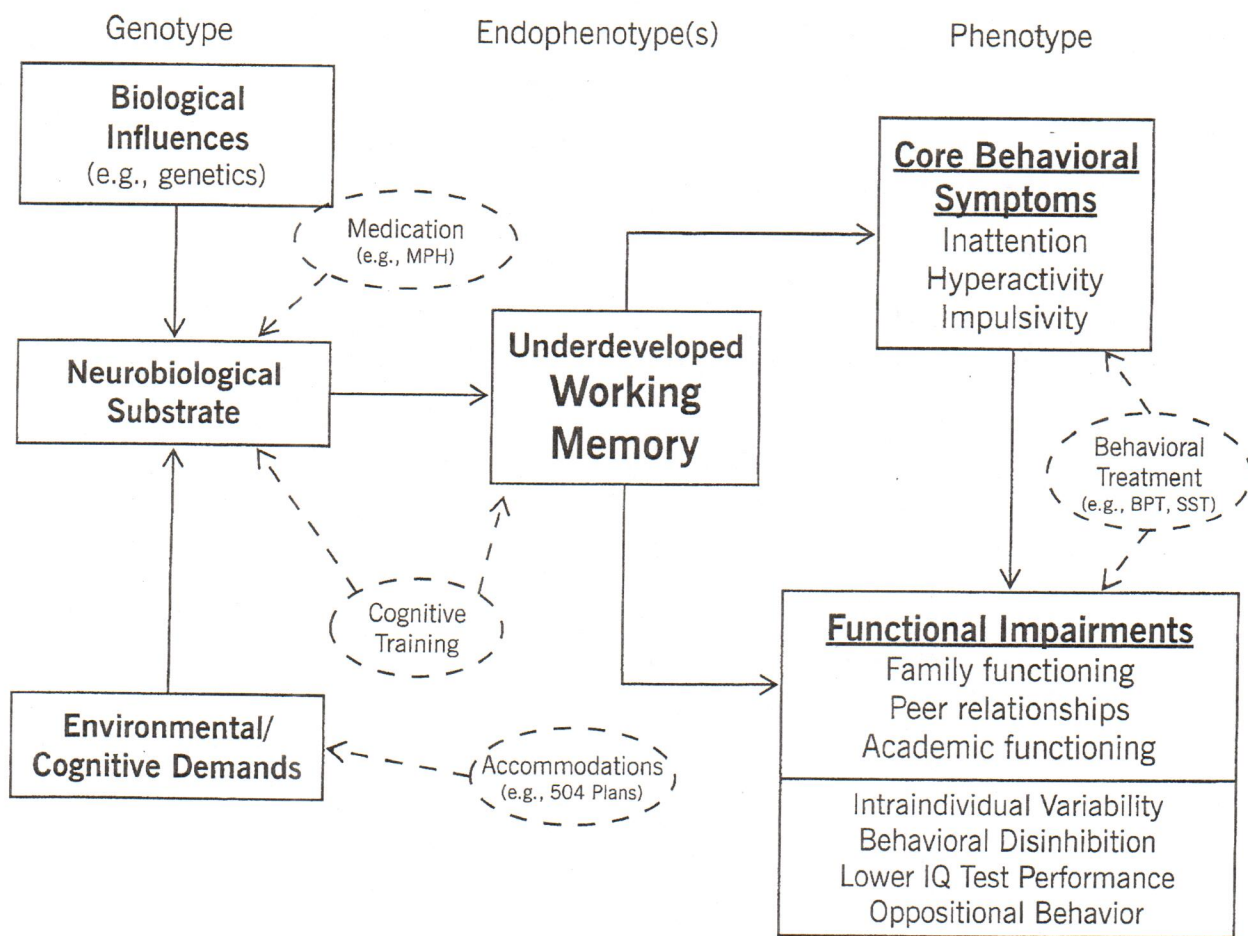 Genotype
Endophenotype(s)
Phenotype
Biological
Influences
(e.g., genetics)
Medication
(e.g., MPH)
Core Behavioral
Symptoms
Inattention
Hyperactivity
Impulsivity
Neurobiological
Substrate
Underdeveloped
Working
Memory
Behavioral
Treatment
(e.g., BPT, SST)
Cognitive
Training
Functional Impairments
Family functioning
Peer relationships
Academic functioning
Environmental/
Cognitive Demands
Accommodations
(e.g., 504 Plans)
Intraindividual Variability
Behavioral Disinhibition
Lower IQ Test Performance
Oppositional Behavior